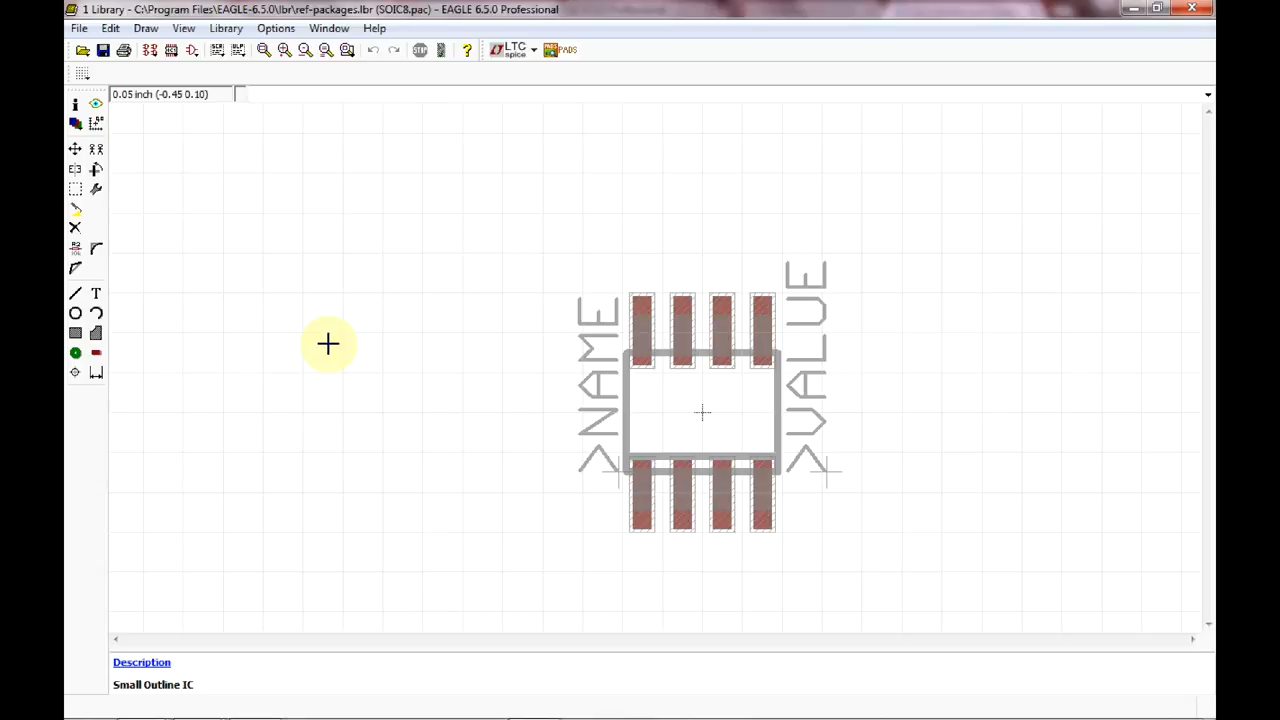 1 Library - C:\Program Files\EAGLE-6.5.0\lbr\ref-packages.lbr (SOIC8.pac) - EAGLE 6.5.0 Professional
File Edit Draw View Library Options Window Help
LTC spice PADS
0.05 inch (-0.45 0.10)
>NAME
>VALUE
Description
Small Outline IC